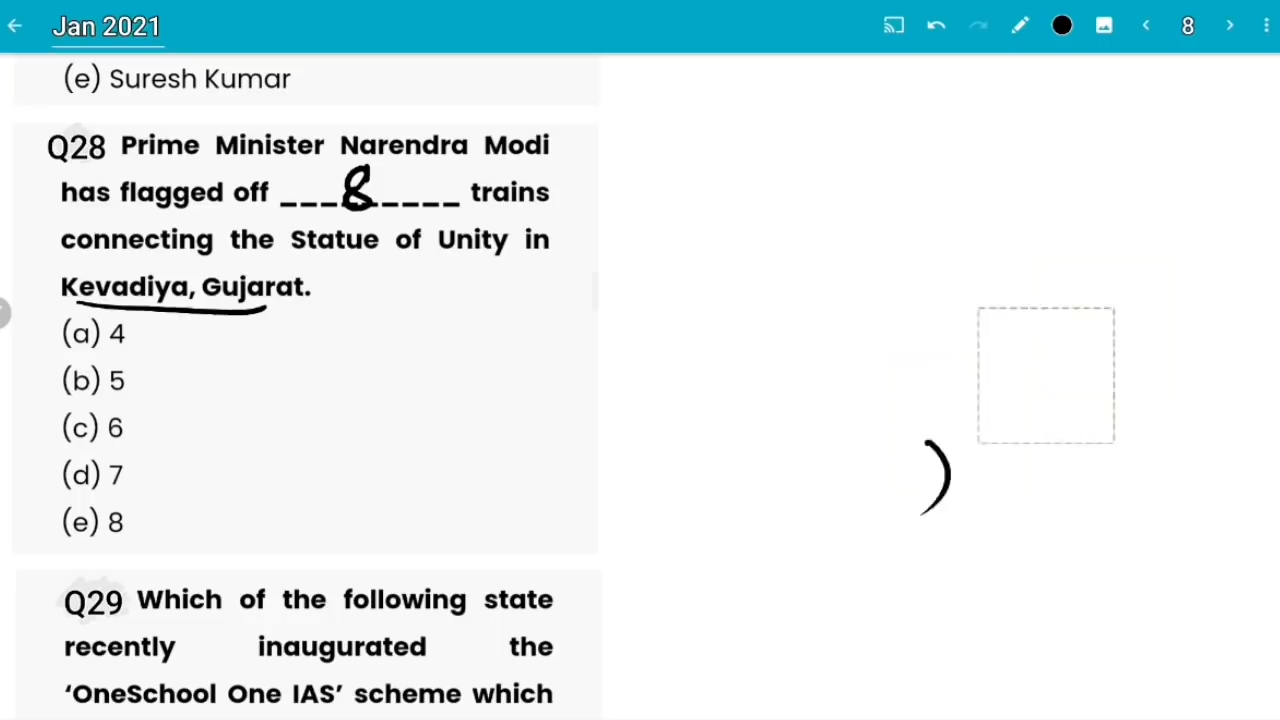 Jan 2021
8
(e) Suresh Kumar
Q28 Prime Minister Narendra Modi
has flagged off ___8____ trains
connecting the Statue of Unity in
Kevadiya, Gujarat.
(a) 4
(b) 5
(c) 6
(d) 7
(e) 8
)
Q29 Which of the following state
recently inaugurated the
‘OneSchool One IAS’ scheme which